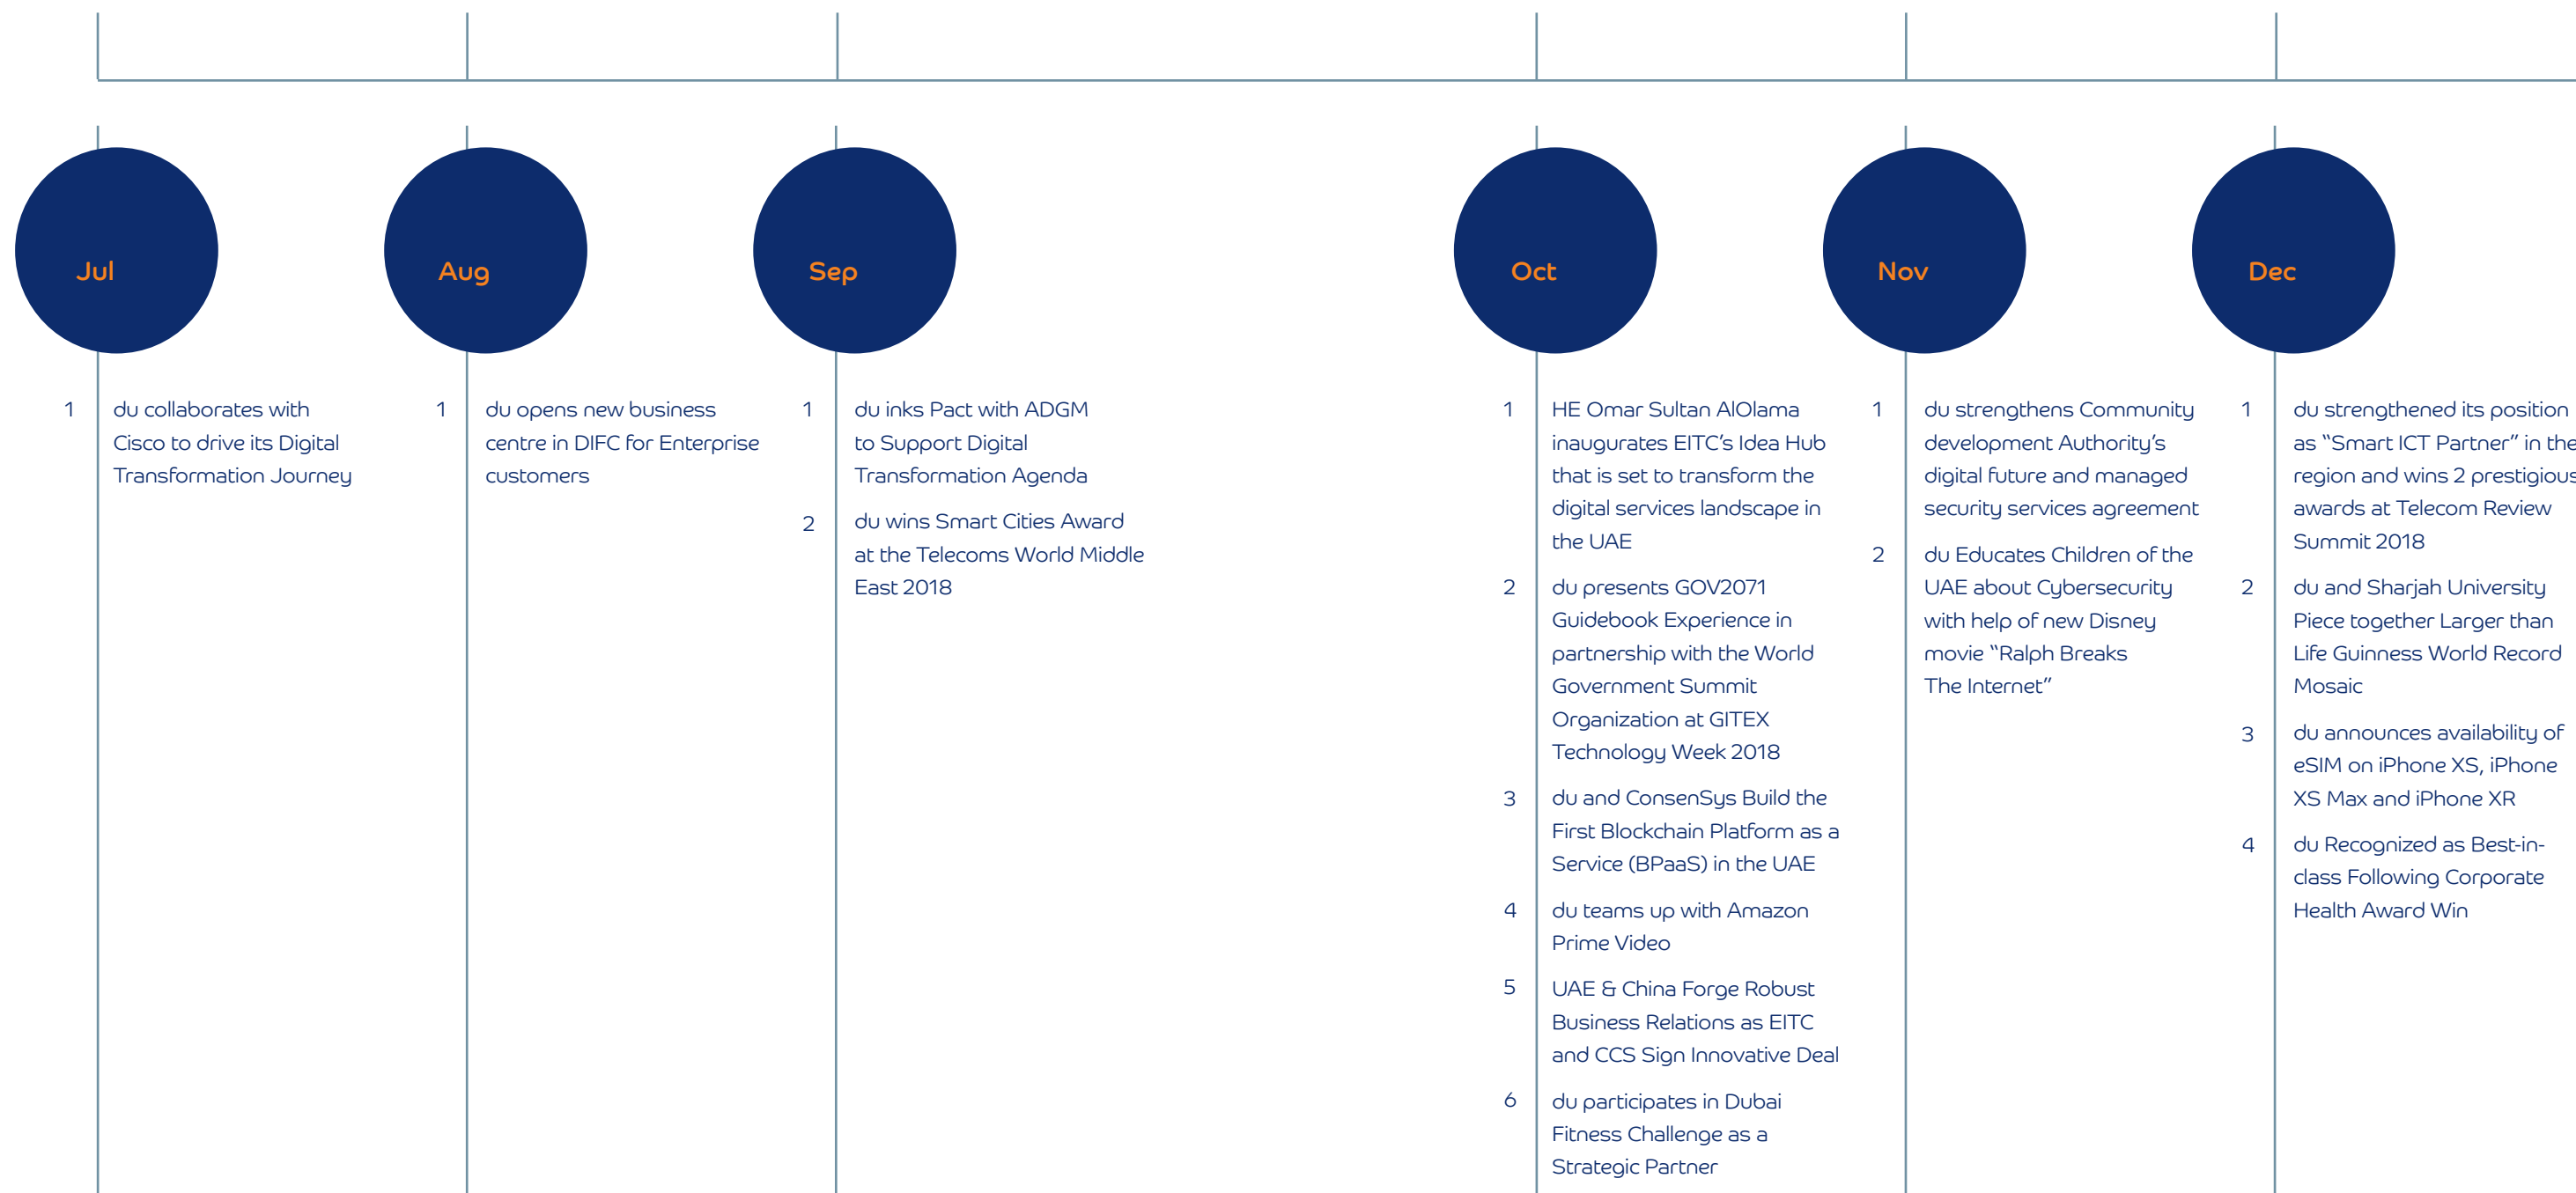 Jul
1
du collaborates with
Cisco to drive its Digital
Transformation Journey
Aug
1
du opens new business
centre in DIFC for Enterprise
customers
Sep
1
du inks Pact with ADGM
to Support Digital
Transformation Agenda
2
du wins Smart Cities Award
at the Telecoms World Middle
East 2018
Oct
1
HE Omar Sultan AlOlama
inaugurates EITC’s Idea Hub
that is set to transform the
digital services landscape in
the UAE
2
du presents GOV2071
Guidebook Experience in
partnership with the World
Government Summit
Organization at GITEX
Technology Week 2018
3
du and ConsenSys Build the
First Blockchain Platform as a
Service (BPaaS) in the UAE
4
du teams up with Amazon
Prime Video
5
UAE & China Forge Robust
Business Relations as EITC
and CCS Sign Innovative Deal
6
du participates in Dubai
Fitness Challenge as a
Strategic Partner
Nov
1
du strengthens Community
development Authority’s
digital future and managed
security services agreement
2
du Educates Children of the
UAE about Cybersecurity
with help of new Disney
movie “Ralph Breaks
The Internet”
Dec
1
du strengthened its position
as “Smart ICT Partner” in the
region and wins 2 prestigious
awards at Telecom Review
Summit 2018
2
du and Sharjah University
Piece together Larger than
Life Guinness World Record
Mosaic
3
du announces availability of
eSIM on iPhone XS, iPhone
XS Max and iPhone XR
4
du Recognized as Best-in-
class Following Corporate
Health Award Win